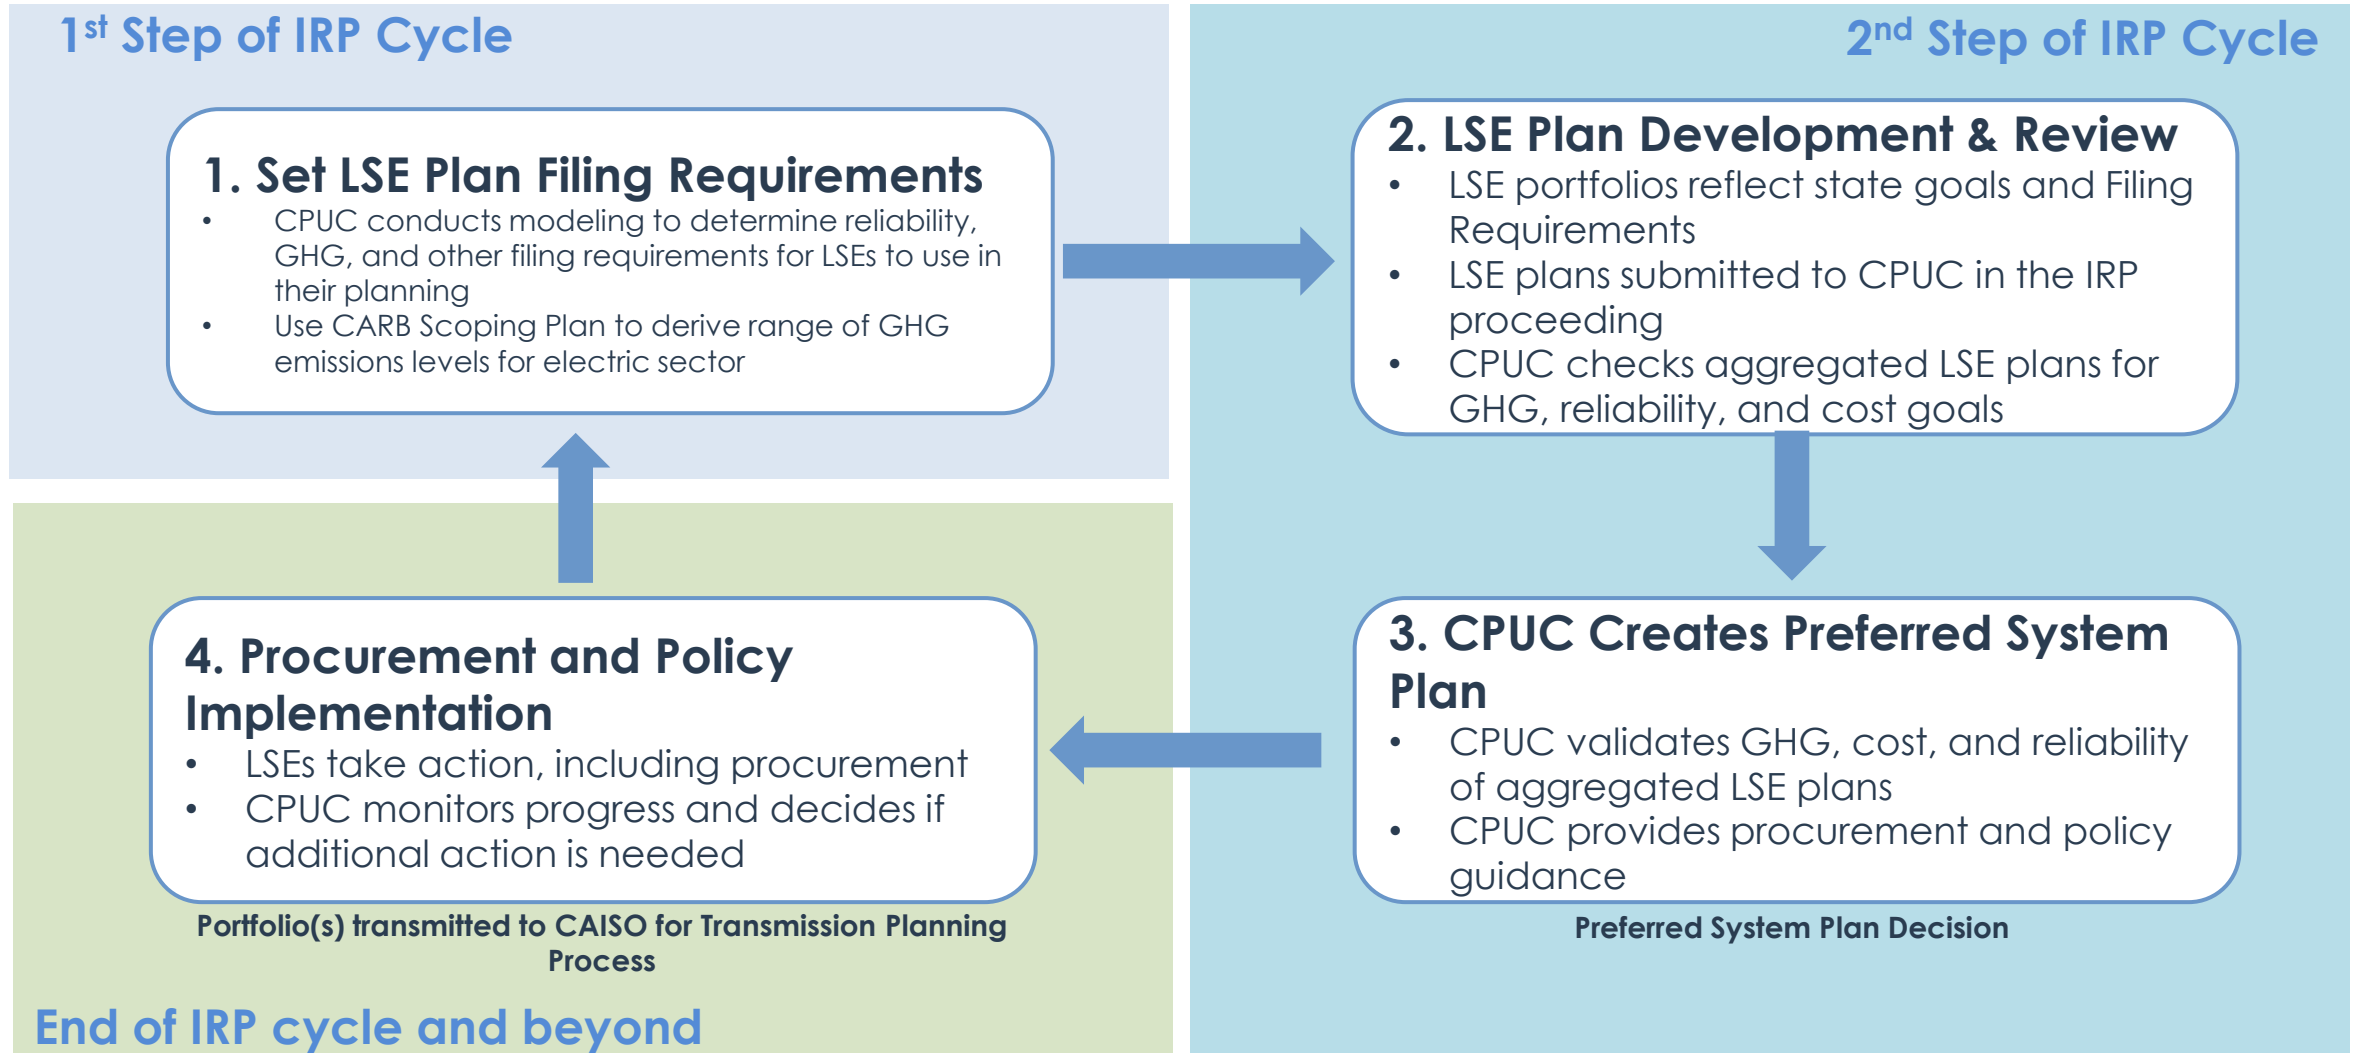 1st Step of IRP Cycle
1. Set LSE Plan Filing Requirements
• CPUC conducts modeling to determine reliability,
GHG, and other filing requirements for LSEs to use in
their planning
• Use CARB Scoping Plan to derive range of GHG
emissions levels for electric sector
2nd Step of IRP Cycle
2. LSE Plan Development & Review
• LSE portfolios reflect state goals and Filing
Requirements
• LSE plans submitted to CPUC in the IRP
proceeding
• CPUC checks aggregated LSE plans for
GHG, reliability, and cost goals
3. CPUC Creates Preferred System
Plan
• CPUC validates GHG, cost, and reliability
of aggregated LSE plans
• CPUC provides procurement and policy
guidance
Preferred System Plan Decision
4. Procurement and Policy
Implementation
• LSEs take action, including procurement
• CPUC monitors progress and decides if
additional action is needed
Portfolio(s) transmitted to CAISO for Transmission Planning
Process
End of IRP cycle and beyond